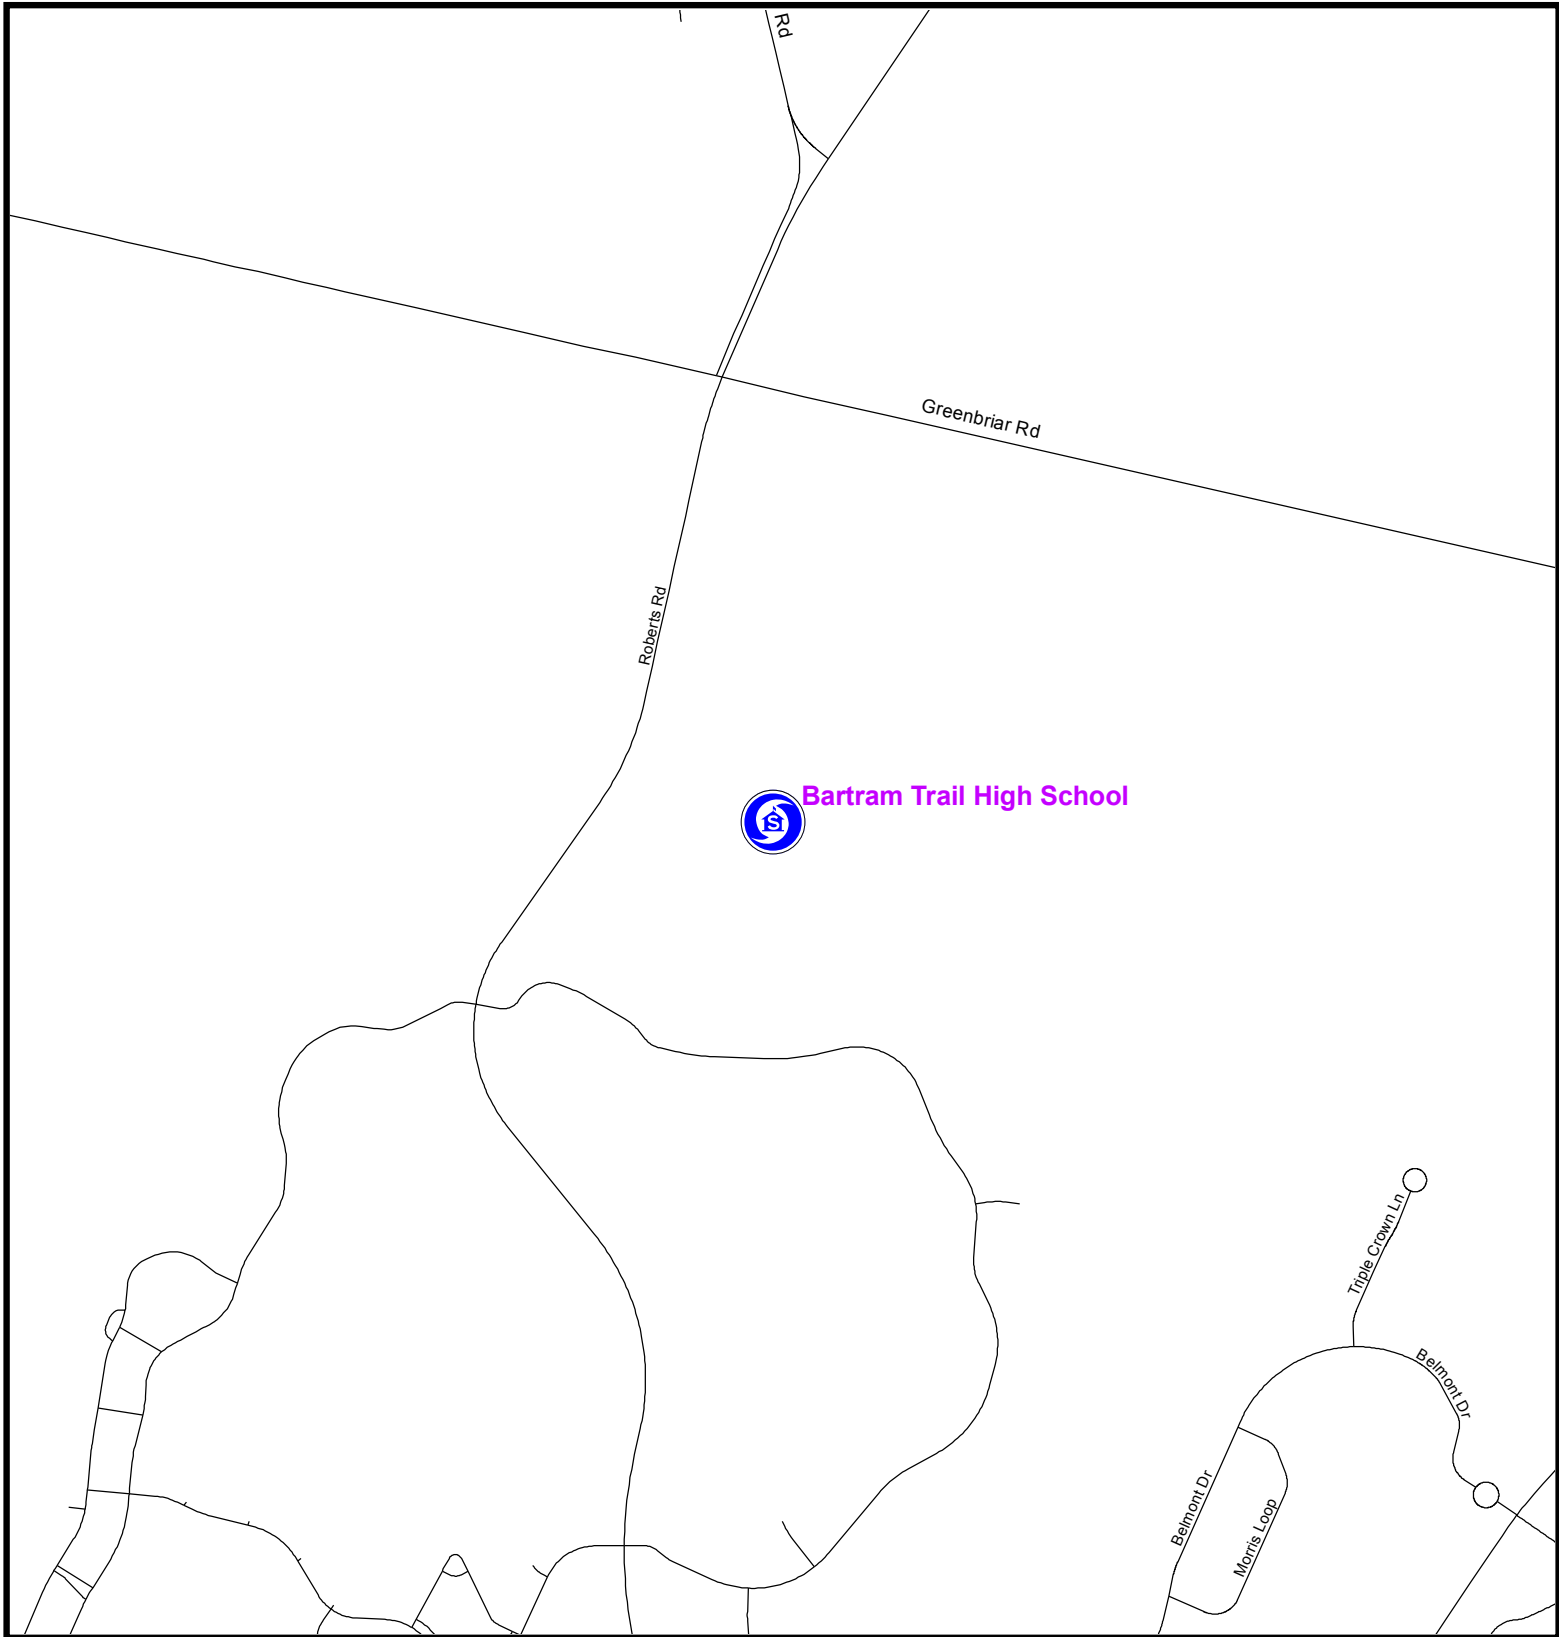 Rd
Greenbriar Rd
Roberts Rd
Bartram Trail High School
S
Triple Crown Ln
Belmont Dr
Belmont Dr
Morris Loop